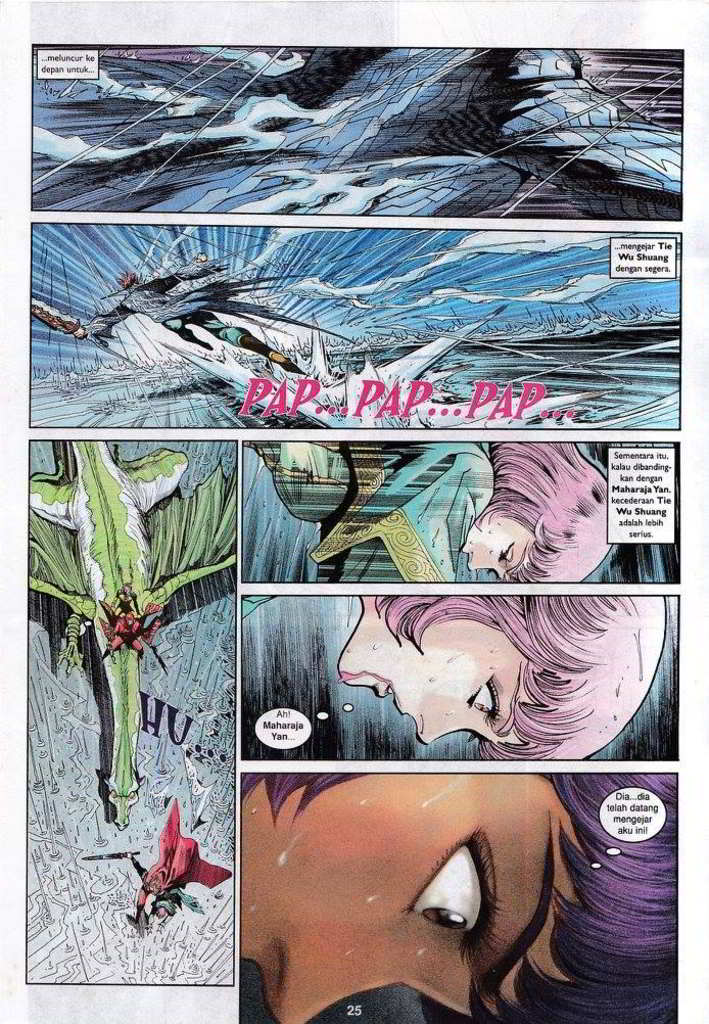 ...meluncur ke
depan untuk...
...mengejar Tie
Wu Shuang
dengan segera.
PAP...PAP...PAP...
Sementara itu,
kalau dibanding-
kan dengan
Maharaja Yan,
kecederaan Tie
Wu Shuang
adalah lebih
serius.
HU...
Ah!
Maharaja
Yan...
Dia...dia
telah datang
mengejar
aku ini!
25